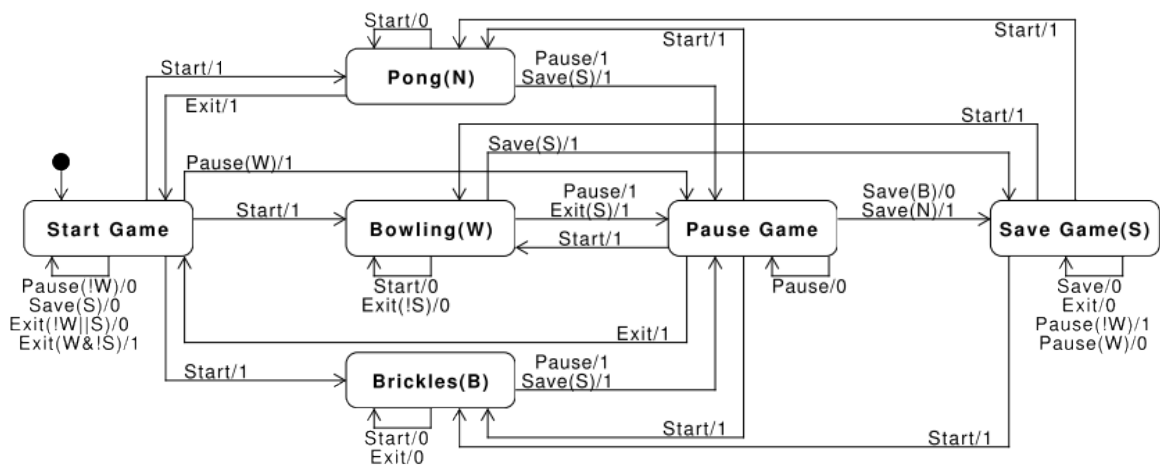 Start/0
Start/1
Start/1
Pong(N)
Pause/1
Save(S)/1
Start/1
Exit/1
Start/1
Save(S)/1
Pause(W)/1
Start Game
Start/1
Bowling(W)
Pause/1
Exit(S)/1
Start/1
Pause Game
Save(B)/0
Save(N)/1
Save Game(S)
Pause(!W)/0
Save(S)/0
Exit(!W||S)/0
Exit(W&!S)/1
Start/0
Exit(!S)/0
Pause/0
Save/0
Exit/0
Pause(!W)/1
Pause(W)/0
Exit/1
Start/1
Brickles(B)
Pause/1
Save(S)/1
Start/0
Exit/0
Start/1
Start/1